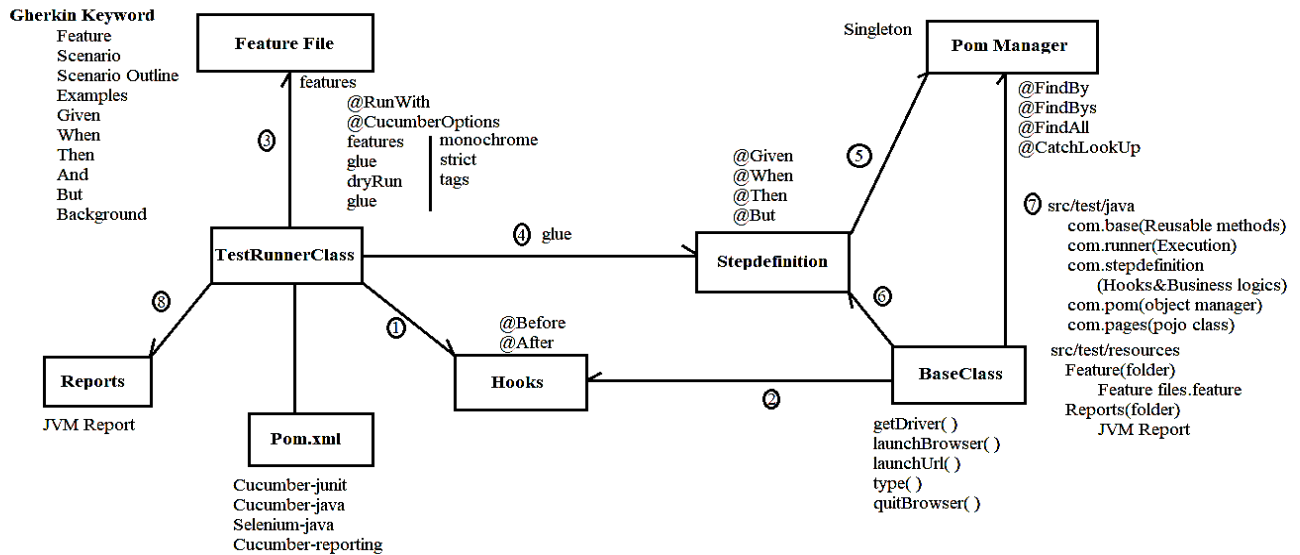 Gherkin Keyword
Feature
Scenario
Scenario Outline
Examples
Given
When
Then
And
But
Background
Feature File
features
3
@RunWith
@CucumberOptions
features
glue
dryRun
glue
monochrome
strict
tags
Singleton
Pom Manager
@FindBy
@FindBys
@FindAll
@CatchLookUp
5
@Given
@When
@Then
@But
TestRunnerClass
4 glue
Stepdefinition
7 src/test/java
com.base(Reusable methods)
com.runner(Execution)
com.stepdefinition
(Hooks&Business logics)
com.pom(object manager)
com.pages(pojo class)
src/test/resources
Feature(folder)
Feature files.feature
Reports(folder)
JVM Report
8
1
6
@Before
@After
Reports
JVM Report
Hooks
2
BaseClass
getDriver( )
launchBrowser( )
launchUrl( )
type( )
quitBrowser( )
Pom.xml
Cucumber-junit
Cucumber-java
Selenium-java
Cucumber-reporting